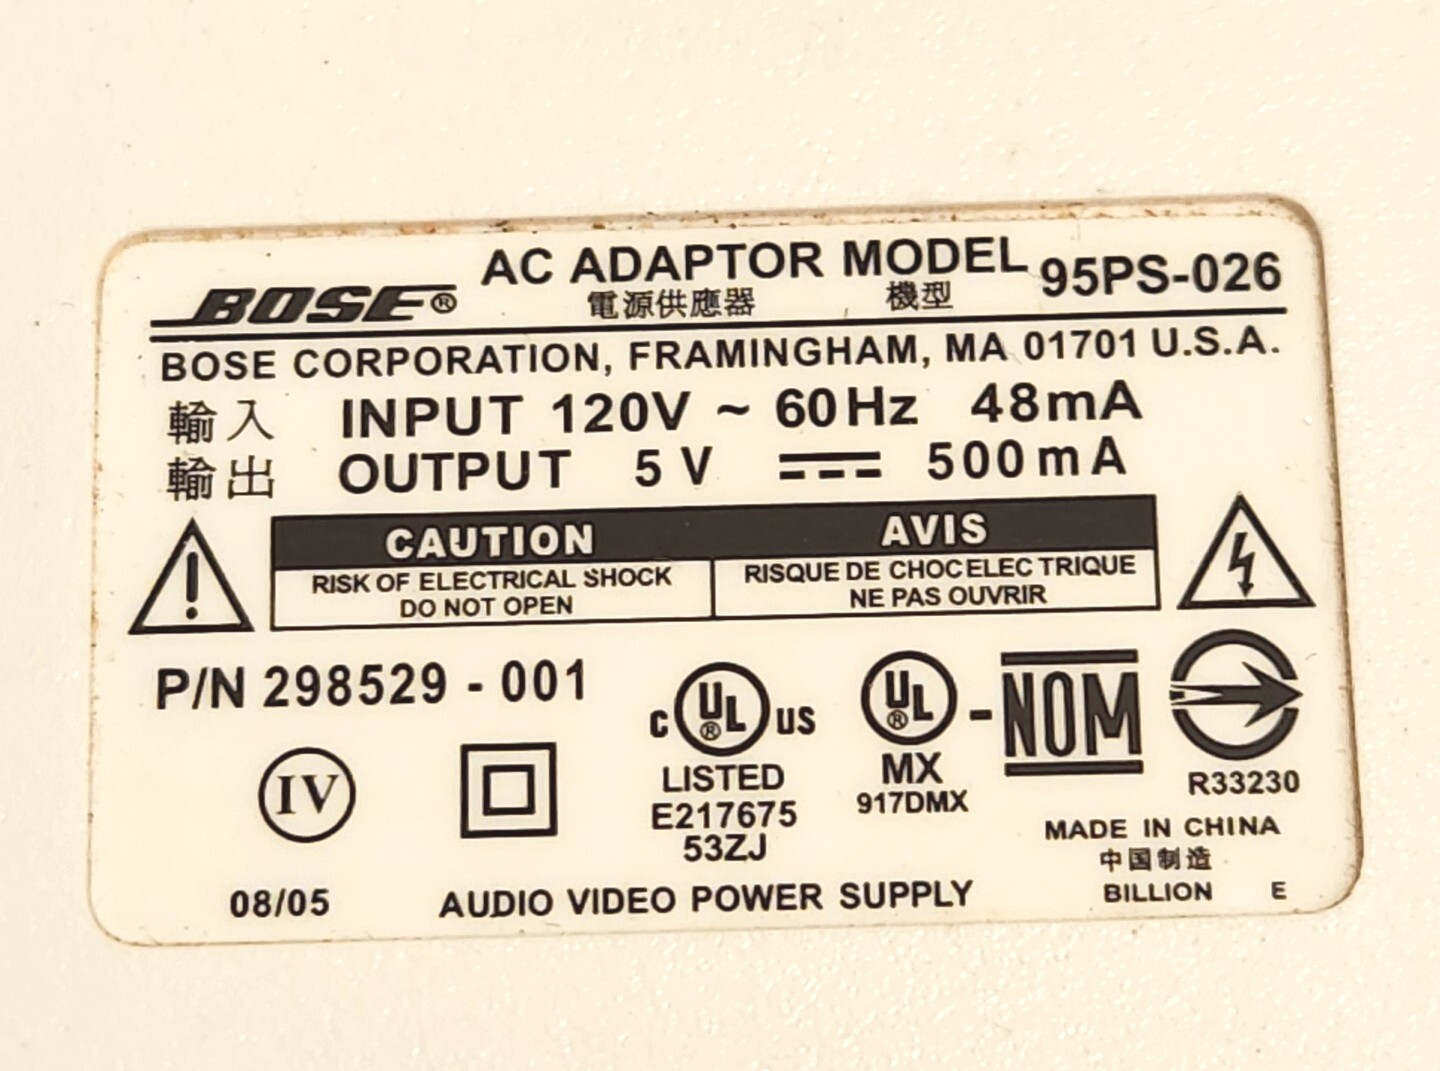 BOSE® AC ADAPTOR MODEL 95PS-026
電源供應器 機型
BOSE CORPORATION, FRAMINGHAM, MA 01701 U.S.A.
輸入 INPUT 120V ~ 60Hz 48mA
輸出 OUTPUT 5V ⎓ 500mA
CAUTION
RISK OF ELECTRICAL SHOCK
DO NOT OPEN
AVIS
RISQUE DE CHOCELEC TRIQUE
NE PAS OUVRIR
P/N 298529-001
IV
C UL® US
LISTED
E217675
53ZJ
UL® - NOM
MX
917DMX
R33230
MADE IN CHINA
中国制造
BILLION E
08/05
AUDIO VIDEO POWER SUPPLY